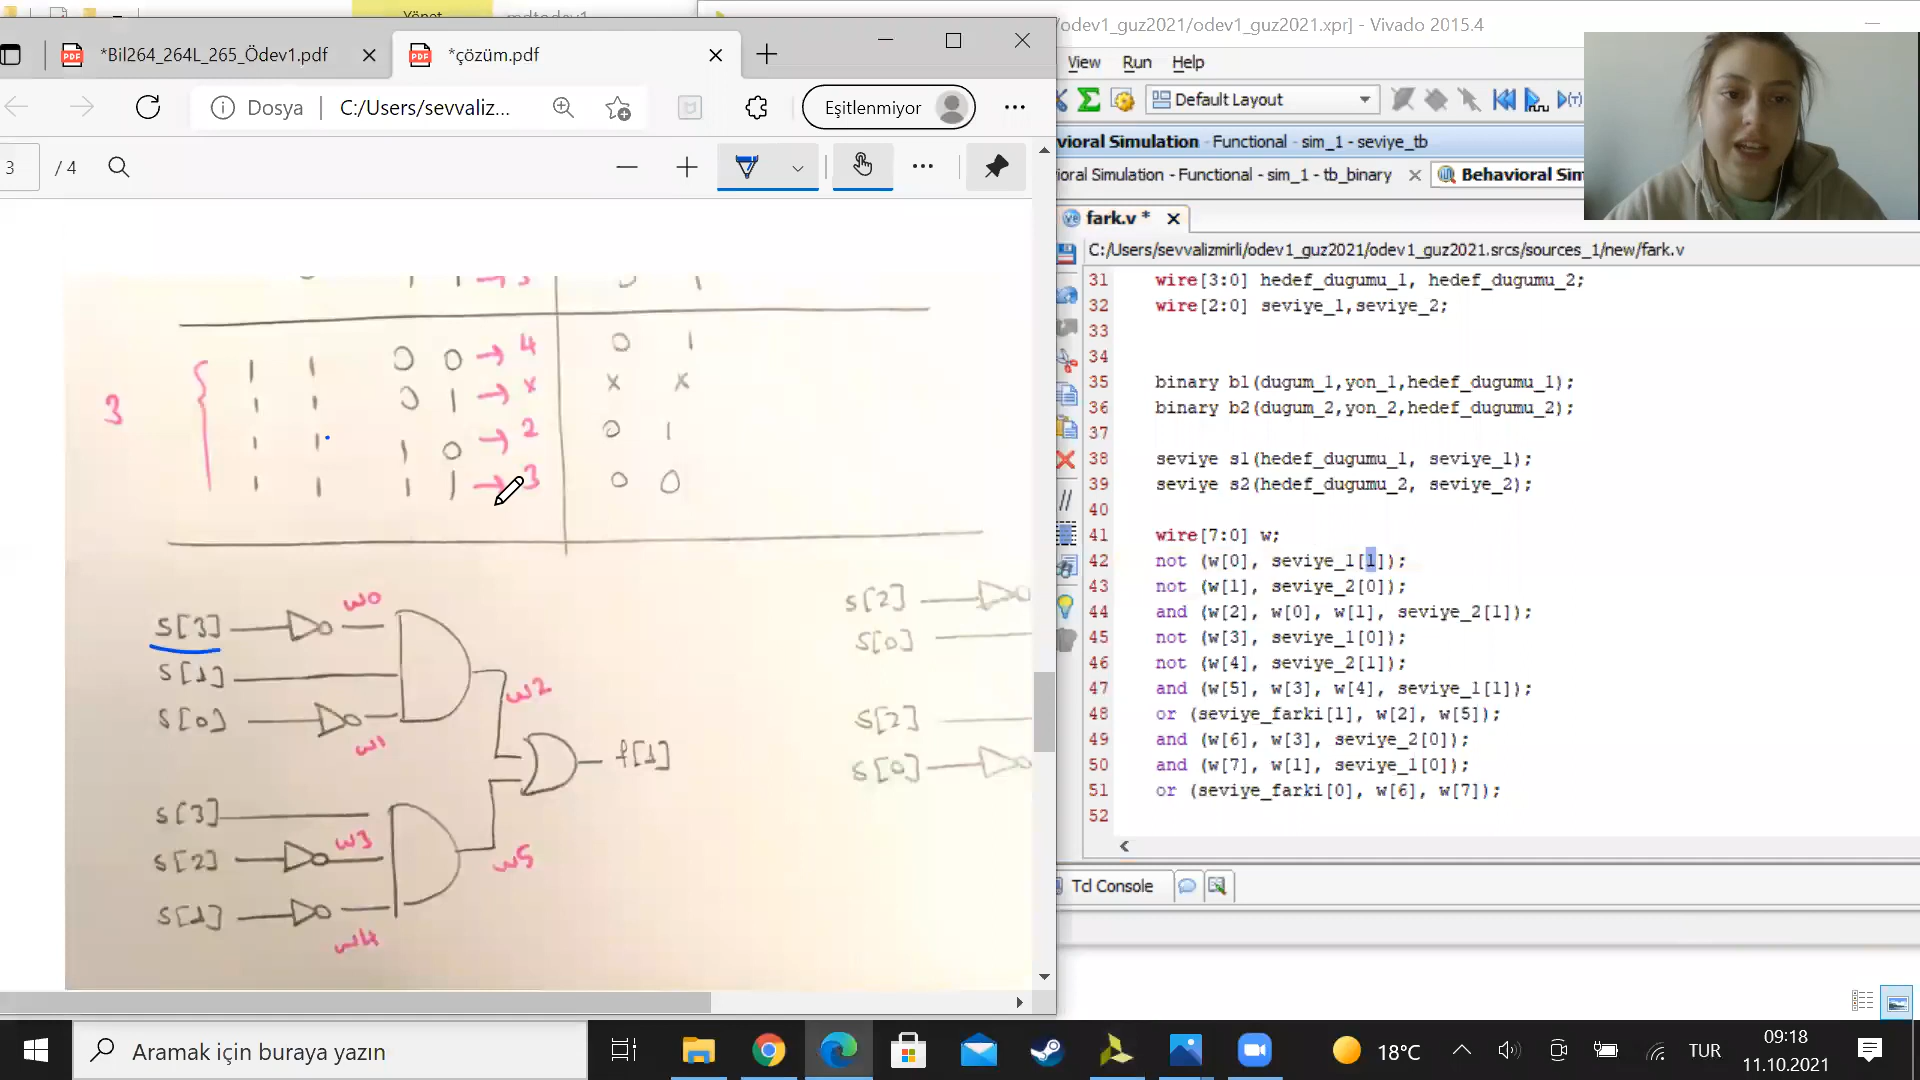 Yönet
mdtodev1
/odev1_guz2021/odev1_guz2021.xpr] - Vivado 2015.4
*Bil264_264L_265_Ödev1.pdf
*çözüm.pdf
View Run Help
Dosya
C:/Users/sevvaliz...
Eşitlenmiyor
Default Layout
vioral Simulation - Functional - sim_1 - seviye_tb
ioral Simulation - Functional - sim_1 - tb_binary
Behavioral Sim
3 / 4
fark.v *
C:/Users/sevvalizmirli/odev1_guz2021/odev1_guz2021.srcs/sources_1/new/fark.v
1 1 0 0 → 4 0 1
3 1 1 0 1 → x x x
1 1 1 0 → 2 0 1
1 1 1 1 → 3 0 0
s[3] w0
s[1]
s[0] w1
w2
f[1]
s[3]
s[2] w3
s[1] w4
w5
s[2]
s[0]
s[2]
s[0]
31 wire[3:0] hedef_dugumu_1, hedef_dugumu_2;
32 wire[2:0] seviye_1,seviye_2;
33
34
35 binary b1(dugum_1,yon_1,hedef_dugumu_1);
36 binary b2(dugum_2,yon_2,hedef_dugumu_2);
37
38 seviye s1(hedef_dugumu_1, seviye_1);
39 seviye s2(hedef_dugumu_2, seviye_2);
40
41 wire[7:0] w;
42 not (w[0], seviye_1[1]);
43 not (w[1], seviye_2[0]);
44 and (w[2], w[0], w[1], seviye_2[1]);
45 not (w[3], seviye_1[0]);
46 not (w[4], seviye_2[1]);
47 and (w[5], w[3], w[4], seviye_1[1]);
48 or (seviye_farki[1], w[2], w[5]);
49 and (w[6], w[3], seviye_2[0]);
50 and (w[7], w[1], seviye_1[0]);
51 or (seviye_farki[0], w[6], w[7]);
52
Tcl Console
Aramak için buraya yazın
18°C
TUR
09:18
11.10.2021